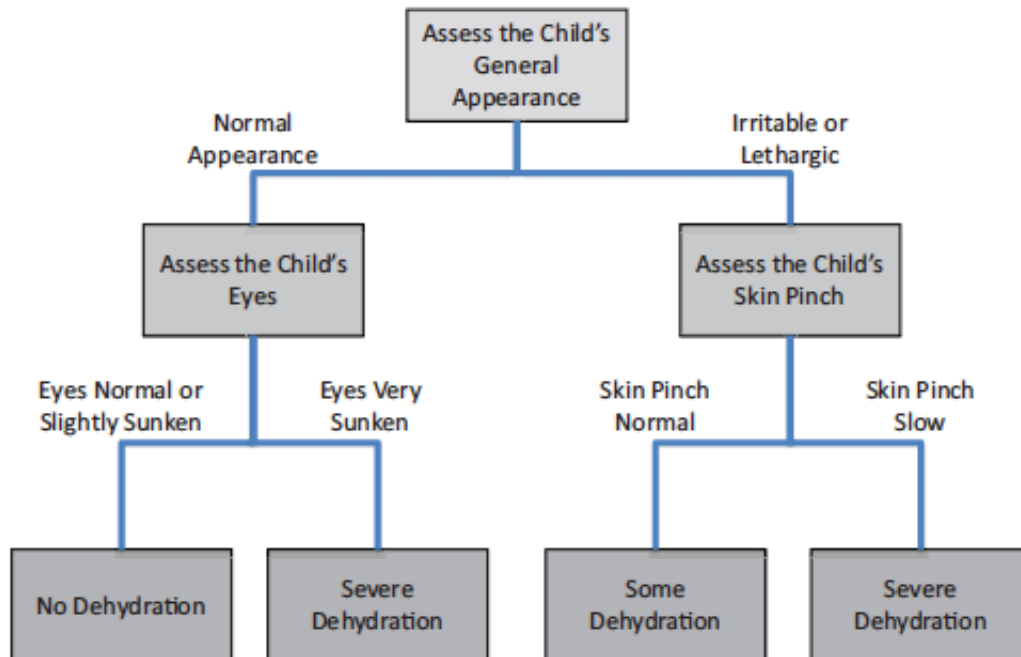 Assess the Child's
General
Appearance
Normal
Appearance
Irritable or
Lethargic
Assess the Child's
Eyes
Assess the Child's
Skin Pinch
Eyes Normal or
Slightly Sunken
Eyes Very
Sunken
Skin Pinch
Normal
Skin Pinch
Slow
No Dehydration
Severe
Dehydration
Some
Dehydration
Severe
Dehydration